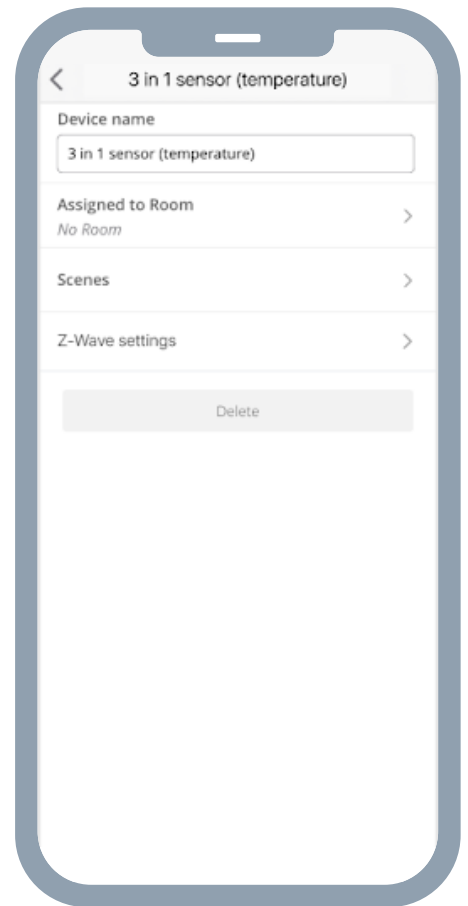 3 in 1 sensor (temperature)
Device name
3 in 1 sensor (temperature)
Assigned to Room
No Room
Scenes
Z-Wave settings
Delete